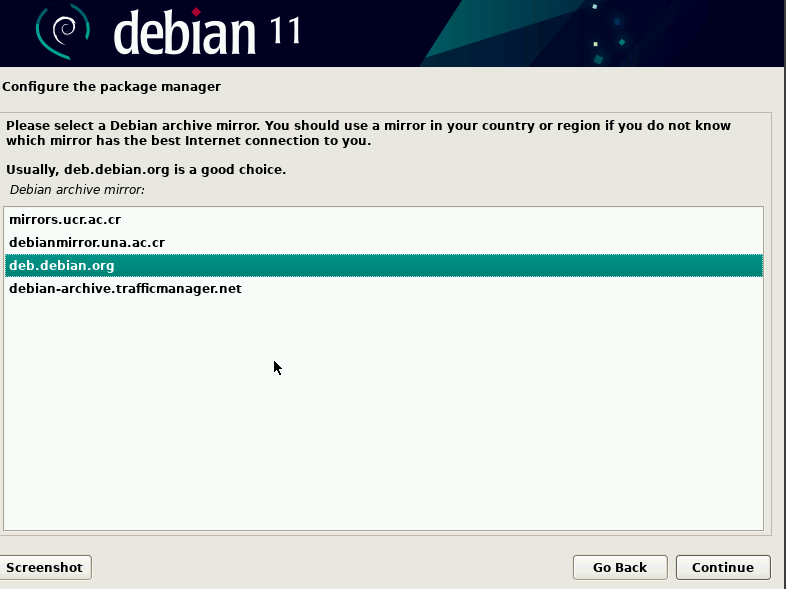 debian 11
Configure the package manager
Please select a Debian archive mirror. You should use a mirror in your country or region if you do not know
which mirror has the best Internet connection to you.
Usually, deb.debian.org is a good choice.
Debian archive mirror:
mirrors.ucr.ac.cr
debianmirror.una.ac.cr
deb.debian.org
debian-archive.trafficmanager.net
Screenshot
Go Back
Continue